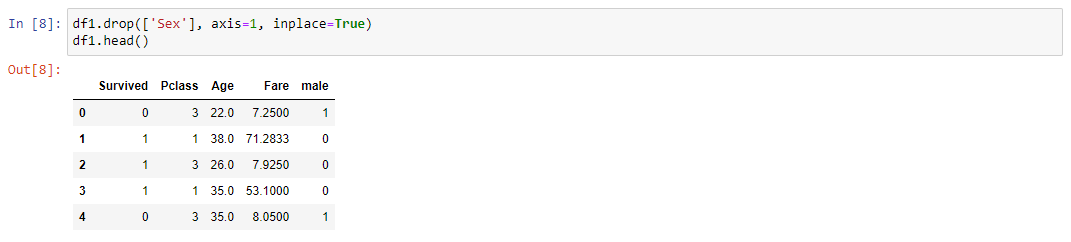 In [8]: df1.drop(['Sex'], axis=1, inplace=True)
df1.head()
Out[8]:
Survived Pclass Age Fare male
0 0 3 22.0 7.2500 1
1 1 1 38.0 71.2833 0
2 1 3 26.0 7.9250 0
3 1 1 35.0 53.1000 0
4 0 3 35.0 8.0500 1